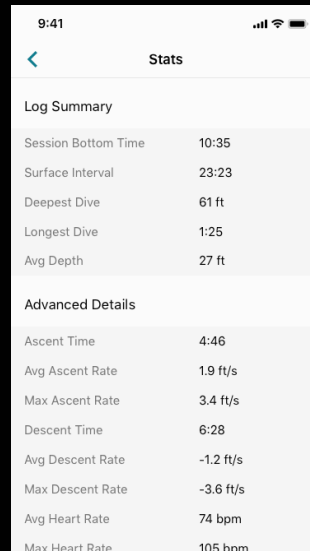 9:41
Stats
Log Summary
Session Bottom Time 10:35
Surface Interval 23:23
Deepest Dive 61 ft
Longest Dive 1:25
Avg Depth 27 ft
Advanced Details
Ascent Time 4:46
Avg Ascent Rate 1.9 ft/s
Max Ascent Rate 3.4 ft/s
Descent Time 6:28
Avg Descent Rate -1.2 ft/s
Max Descent Rate -3.6 ft/s
Avg Heart Rate 74 bpm
Max Heart Rate 105 bpm